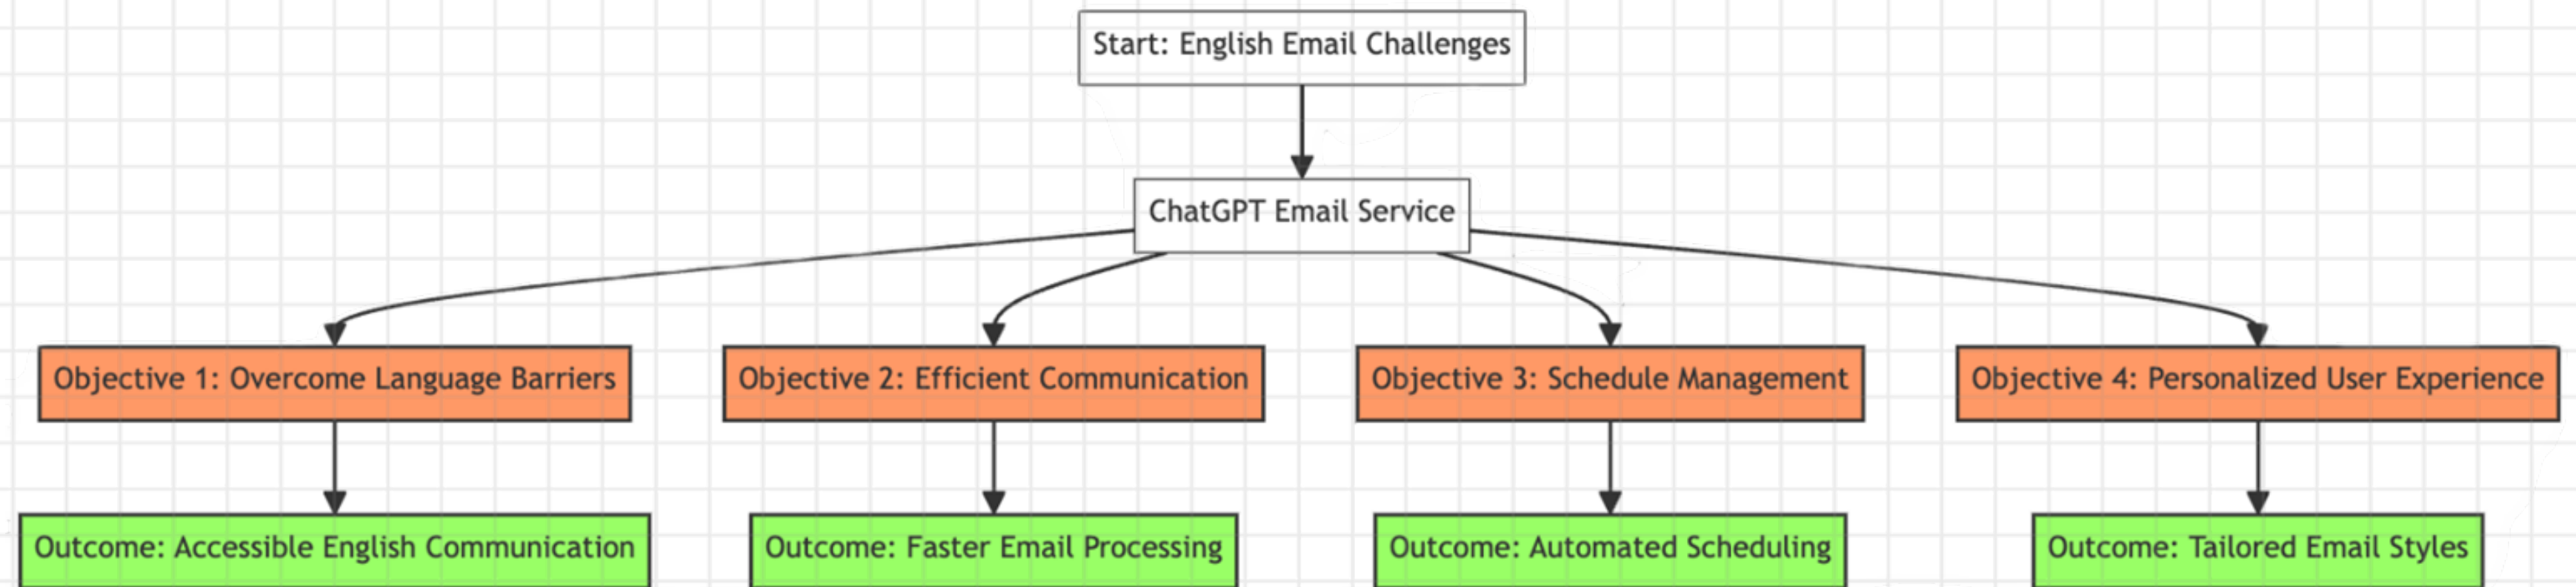 Start: English Email Challenges
ChatGPT Email Service
Objective 1: Overcome Language Barriers
Objective 2: Efficient Communication
Objective 3: Schedule Management
Objective 4: Personalized User Experience
Outcome: Accessible English Communication
Outcome: Faster Email Processing
Outcome: Automated Scheduling
Outcome: Tailored Email Styles